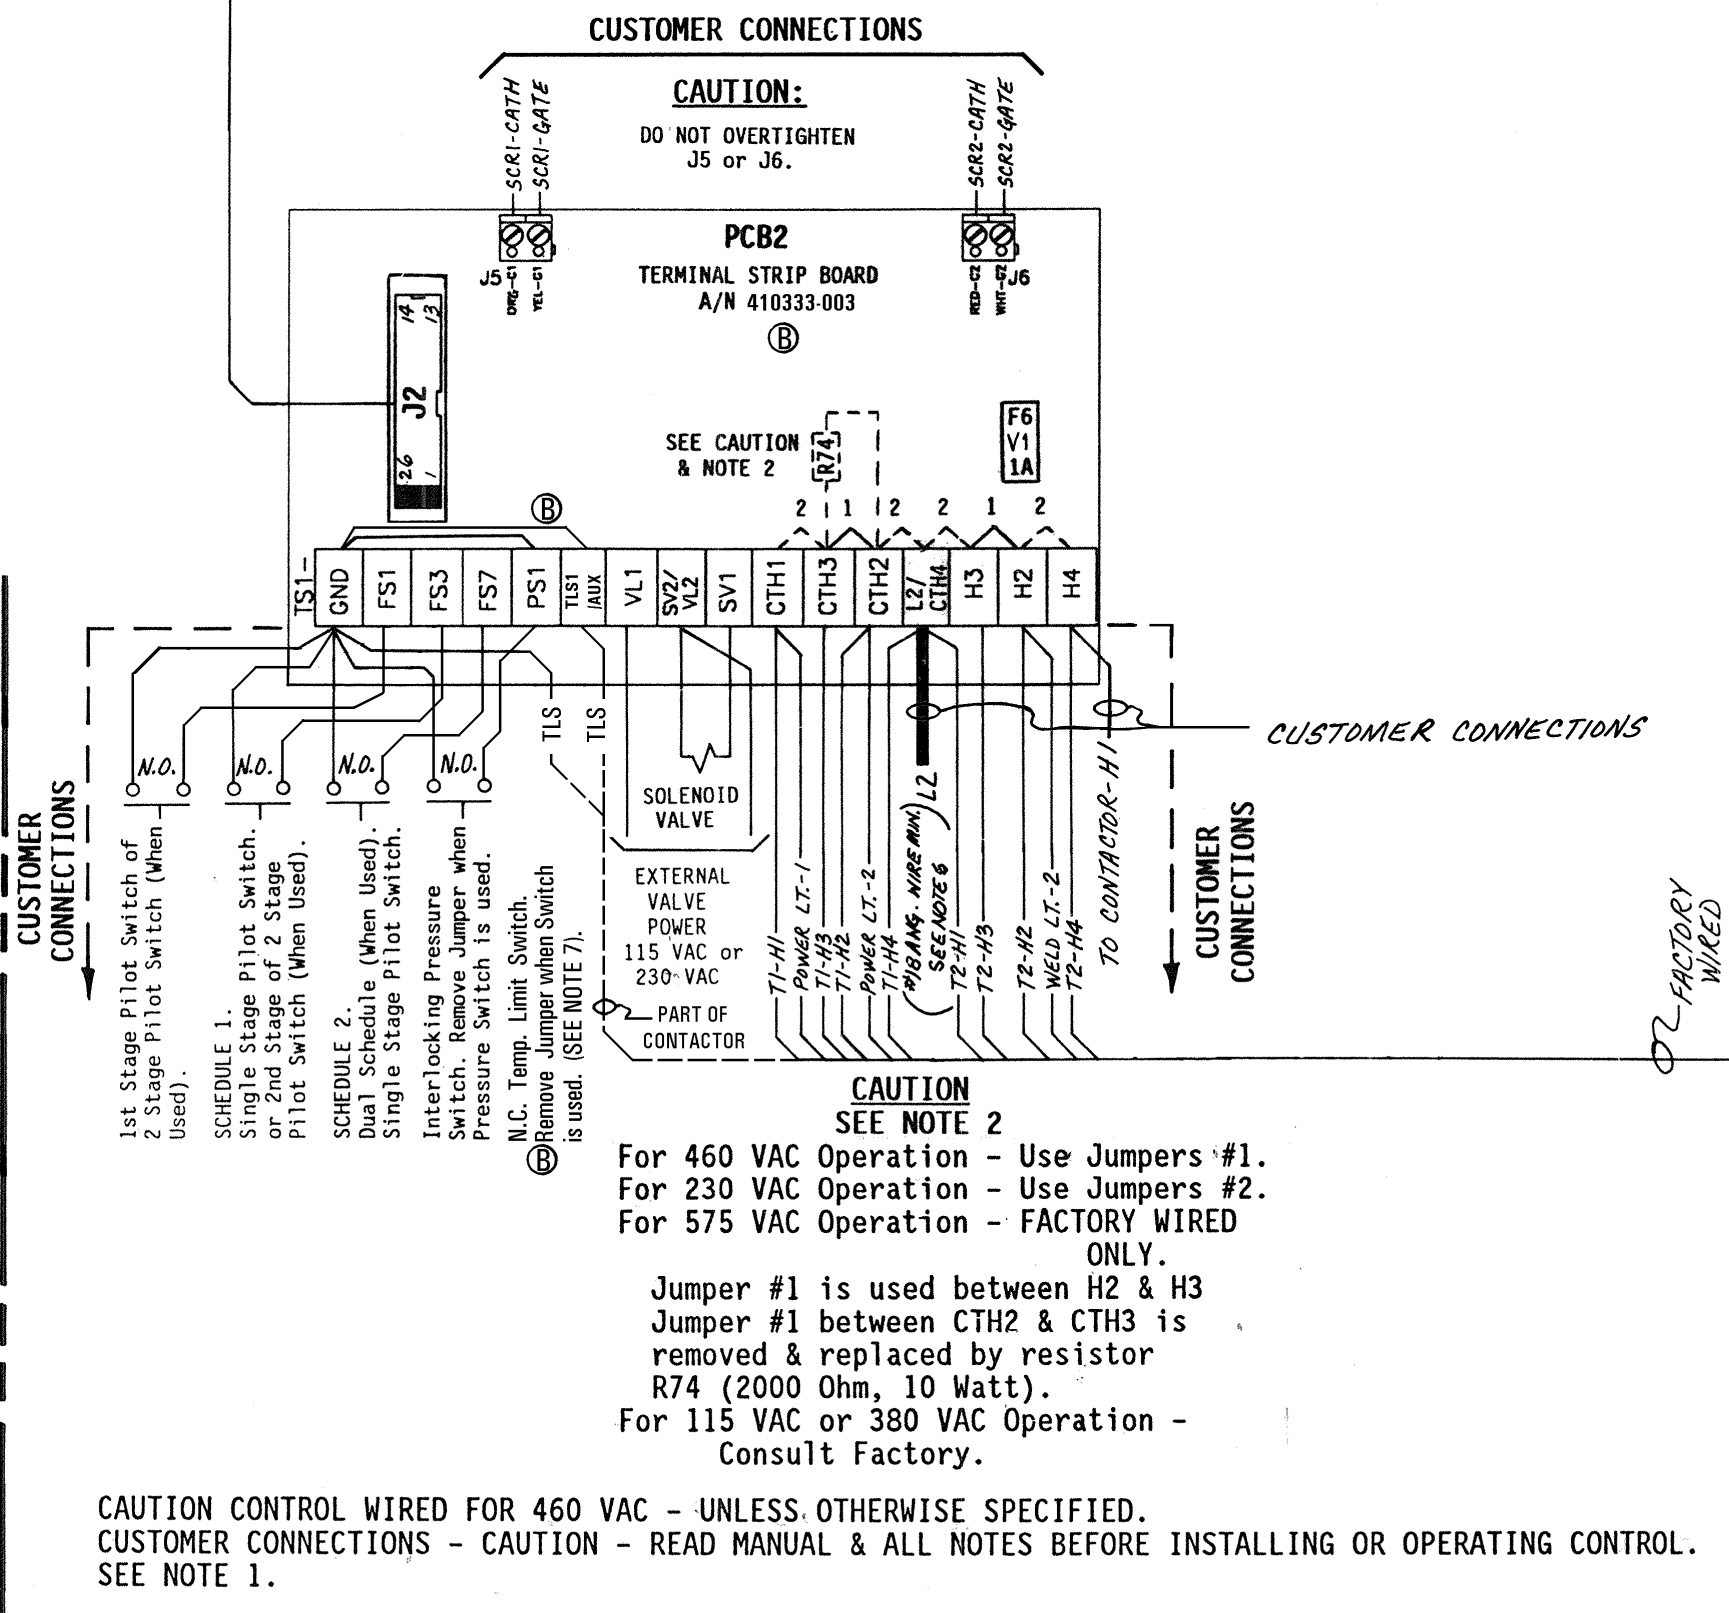 CUSTOMER CONNECTIONS
CAUTION:
DO NOT OVERTIGHTEN
J5 or J6.
SCR1-CATH
SCR1-GATE
SCR2-CATH
SCR2-GATE
PCB2
TERMINAL STRIP BOARD
A/N 410333-003
B
J5
ORG-C1
YEL-G1
RED-C2
WHT-G2
J6
14
13
J2
26
1
SEE CAUTION
& NOTE 2
R74
F6
V1
1A
B
2
1
2
2
1
2
TS1-
GND
FS1
FS3
FS7
PS1
TLS1
/AUX
VL1
SV2/
VL2
SV1
CTH1
CTH3
CTH2
L2/
CTH4
H3
H2
H4
N.O.
N.O.
N.O.
N.O.
TLS
TLS
SOLENOID
VALVE
EXTERNAL
VALVE
POWER
115 VAC or
230 VAC
PART OF
CONTACTOR
T1-H1
POWER LT.-1
T1-H3
T1-H2
POWER LT.-2
T1-H4
#18 AWG. WIRE MIN.
SEE NOTE 6
L2
T2-H1
T2-H3
T2-H2
WELD LT.-2
T2-H4
TO CONTACTOR-H1
CUSTOMER CONNECTIONS
CUSTOMER
CONNECTIONS
CUSTOMER
CONNECTIONS
FACTORY
WIRED
1st Stage Pilot Switch of
2 Stage Pilot Switch (When
Used).
SCHEDULE 1.
Single Stage Pilot Switch.
or 2nd Stage of 2 Stage
Pilot Switch (When Used).
SCHEDULE 2.
Dual Schedule (When Used).
Single Stage Pilot Switch.
Interlocking Pressure
Switch. Remove Jumper when
Pressure Switch is used.
N.C. Temp. Limit Switch.
Remove Jumper when Switch
is used. (SEE NOTE 7).
B
CAUTION
SEE NOTE 2
For 460 VAC Operation - Use Jumpers #1.
For 230 VAC Operation - Use Jumpers #2.
For 575 VAC Operation - FACTORY WIRED
ONLY.
Jumper #1 is used between H2 & H3
Jumper #1 between CTH2 & CTH3 is
removed & replaced by resistor
R74 (2000 Ohm, 10 Watt).
For 115 VAC or 380 VAC Operation -
Consult Factory.
CAUTION CONTROL WIRED FOR 460 VAC - UNLESS OTHERWISE SPECIFIED.
CUSTOMER CONNECTIONS - CAUTION - READ MANUAL & ALL NOTES BEFORE INSTALLING OR OPERATING CONTROL.
SEE NOTE 1.